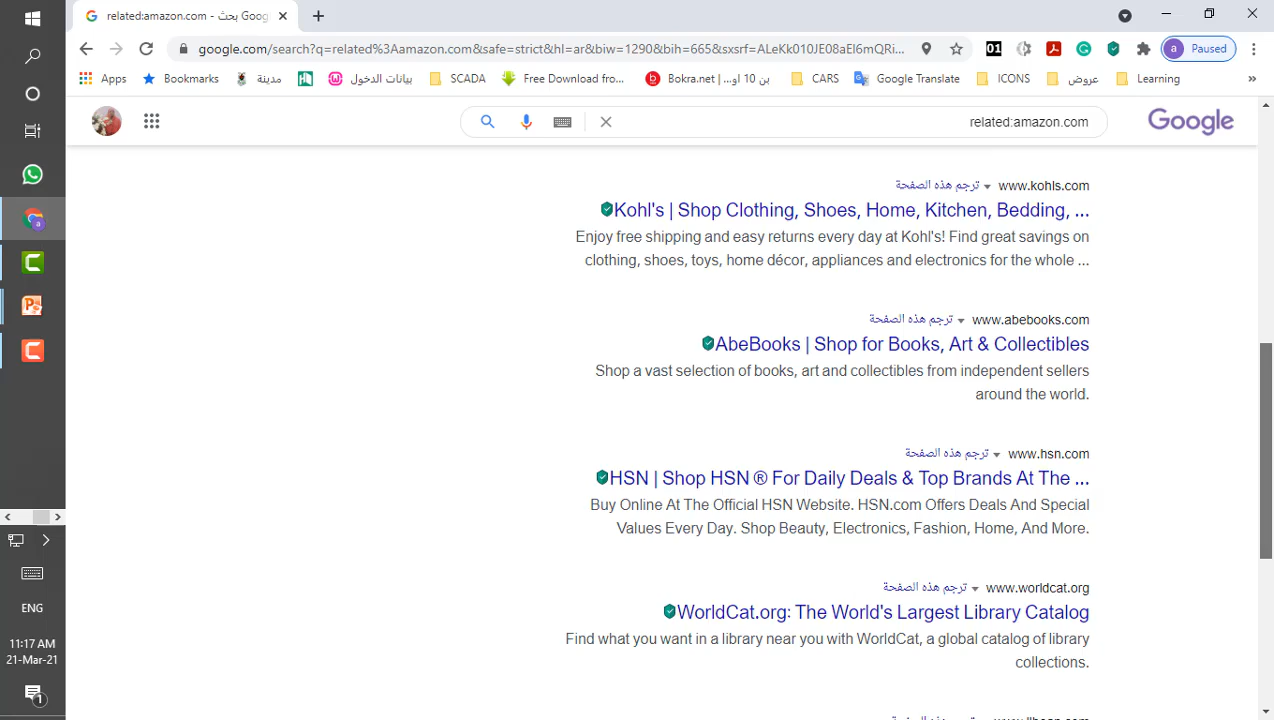 related:amazon.com - بحث Google
google.com/search?q=related%3Aamazon.com&safe=strict&hl=ar&biw=1290&bih=665&sxsrf=ALeKk010JE08aEl6mQRi...
01
a Paused
Apps
Bookmarks
مدينة
بيانات الدخول
SCADA
Free Download fro...
Bokra.net | ...بن 10 او
CARS
Google Translate
ICONS
عروض
Learning
related:amazon.com
Google
www.kohls.com ترجم هذه الصفحة
Kohl's | Shop Clothing, Shoes, Home, Kitchen, Bedding, ...
Enjoy free shipping and easy returns every day at Kohl's! Find great savings on
clothing, shoes, toys, home décor, appliances and electronics for the whole ...
www.abebooks.com ترجم هذه الصفحة
AbeBooks | Shop for Books, Art & Collectibles
Shop a vast selection of books, art and collectibles from independent sellers
around the world.
www.hsn.com ترجم هذه الصفحة
HSN | Shop HSN ® For Daily Deals & Top Brands At The ...
Buy Online At The Official HSN Website. HSN.com Offers Deals And Special
Values Every Day. Shop Beauty, Electronics, Fashion, Home, And More.
www.worldcat.org ترجم هذه الصفحة
WorldCat.org: The World's Largest Library Catalog
Find what you want in a library near you with WorldCat, a global catalog of library
collections.
ENG
11:17 AM
21-Mar-21
1